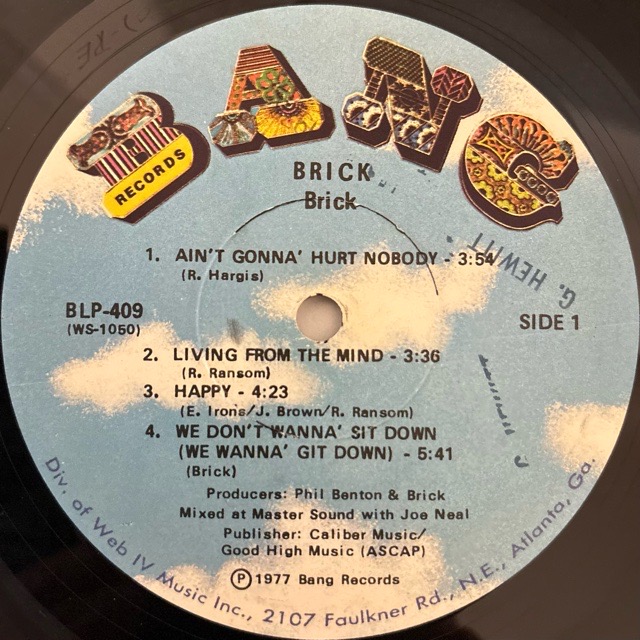 BANG
RECORDS
BRICK
Brick
1. AIN'T GONNA' HURT NOBODY - 3:54
(R. Hargis)
G. HEWITT
BLP-409
(WS-1050)
SIDE 1
2. LIVING FROM THE MIND - 3:36
(R. Ransom)
3. HAPPY - 4:23
(E. Irons/J. Brown/R. Ransom)
4. WE DON'T WANNA' SIT DOWN
(WE WANNA' GIT DOWN) - 5:41
(Brick)
Producers: Phil Benton & Brick
Mixed at Master Sound with Joe Neal
Publisher: Caliber Music/
Good High Music (ASCAP)
Ⓟ 1977 Bang Records
Div. of Web IV Music Inc., 2107 Faulkner Rd., N.E., Atlanta, Ga.